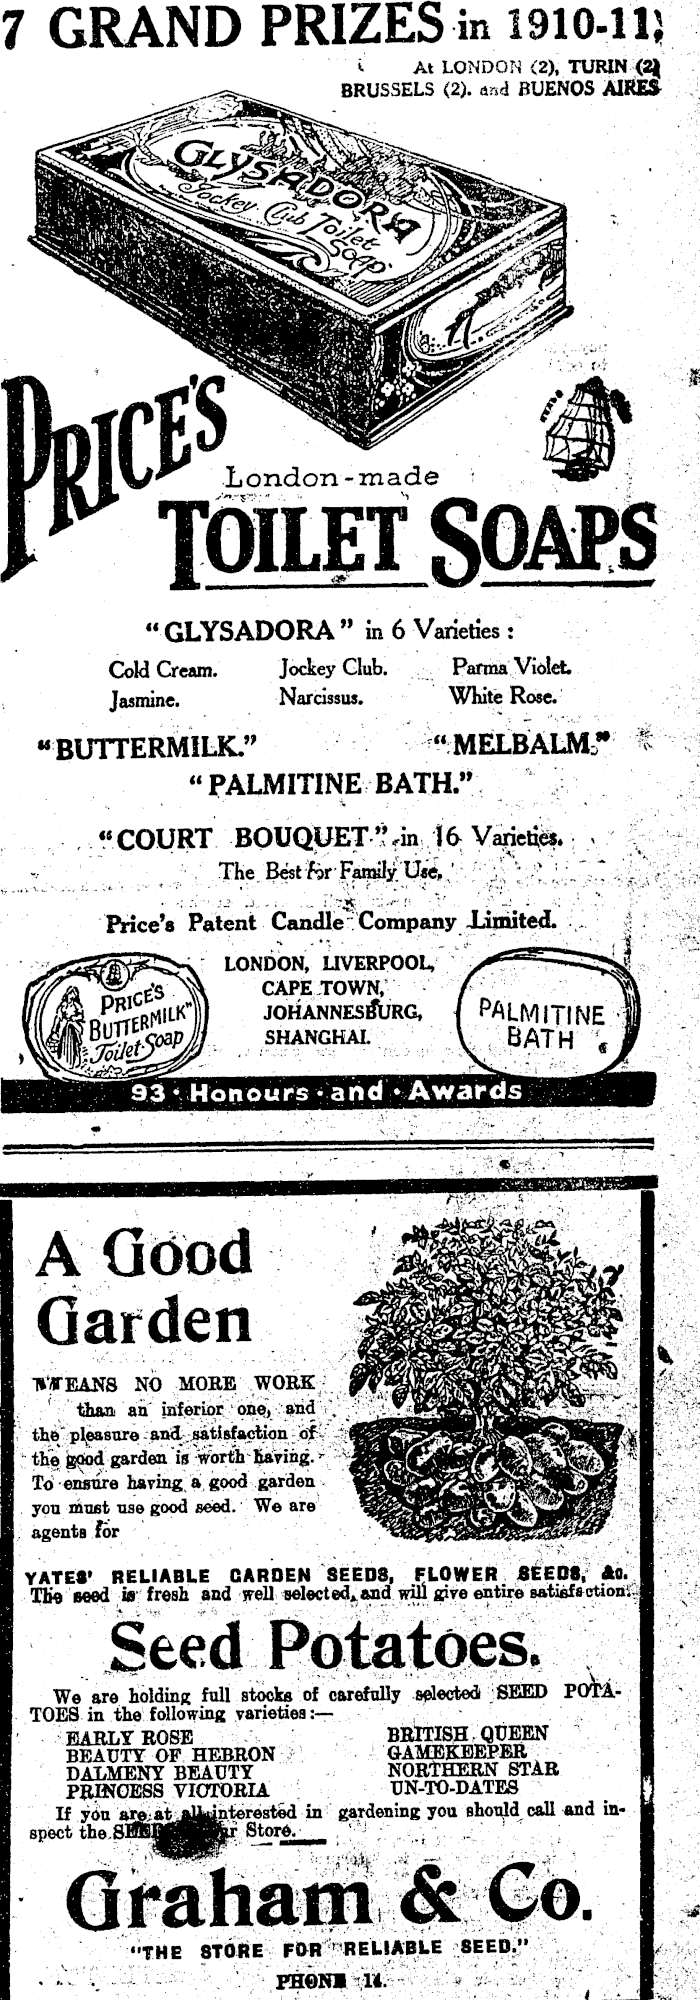 7 GRAND PRIZES in 1910-11,
At LONDON (2), TURIN (2)
BRUSSELS (2). and BUENOS AIRES
GLYSADORA
Jockey Club Toilet
Soap
PRICE'S
London-made
TOILET SOAPS
"GLYSADORA" in 6 Varieties :
Cold Cream. Jockey Club. Parma Violet.
Jasmine. Narcissus. White Rose.
"BUTTERMILK." "MELBALM."
"PALMITINE BATH."
"COURT BOUQUET" in 16 Varieties.
The Best for Family Use.
Price's Patent Candle Company Limited.
LONDON, LIVERPOOL,
CAPE TOWN,
JOHANNESBURG,
SHANGHAI.
PRICE'S
"BUTTERMILK"
Toilet Soap
PALMITINE
BATH
93 · Honours · and · Awards
A Good
Garden
MEANS NO MORE WORK
than an inferior one, and
the pleasure and satisfaction of
the good garden is worth having.
To ensure having a good garden
you must use good seed. We are
agents for
YATES' RELIABLE GARDEN SEEDS, FLOWER SEEDS, &c.
The seed is fresh and well selected, and will give entire satisfaction.
Seed Potatoes.
We are holding full stocks of carefully selected SEED POTA-
TOES in the following varieties:—
EARLY ROSE BRITISH QUEEN
BEAUTY OF HEBRON GAMEKEEPER
DALMENY BEAUTY NORTHERN STAR
PRINCESS VICTORIA UN-TO-DATES
If you are at all interested in gardening you should call and in-
spect the Store.
Graham & Co.
"THE STORE FOR RELIABLE SEED."
PHONE 14.